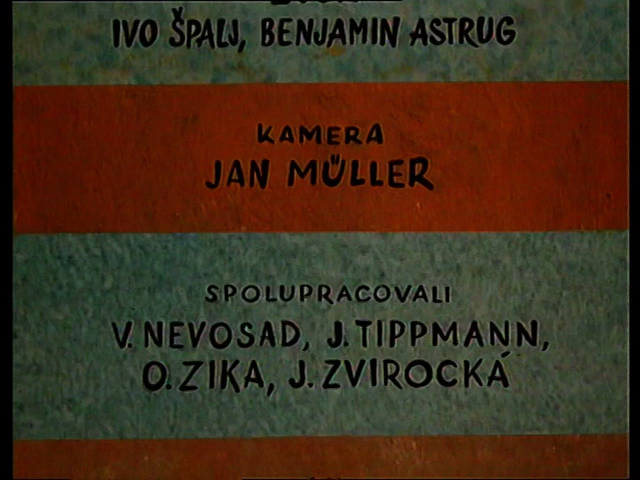 IVO ŠPALJ, BENJAMIN ASTRUG
KAMERA
JAN MÜLLER
SPOLUPRACOVALI
V. NEVOSAD, J. TIPPMANN,
O. ZIKA, J. ZVIROCKÁ